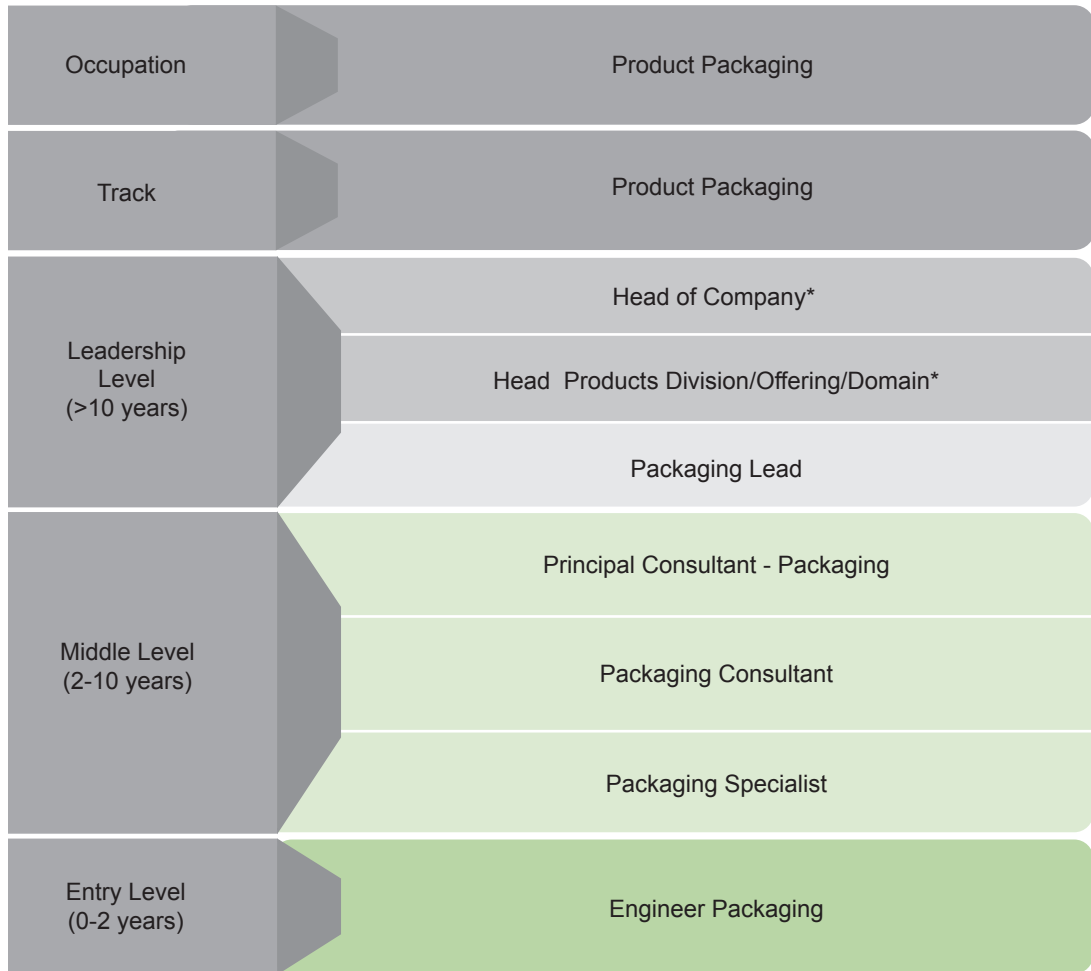 Occupation
Product Packaging
Track
Product Packaging
Leadership
Level
(>10 years)
Head of Company*
Head  Products Division/Offering/Domain*
Packaging Lead
Middle Level
(2-10 years)
Principal Consultant - Packaging
Packaging Consultant
Packaging Specialist
Entry Level
(0-2 years)
Engineer Packaging